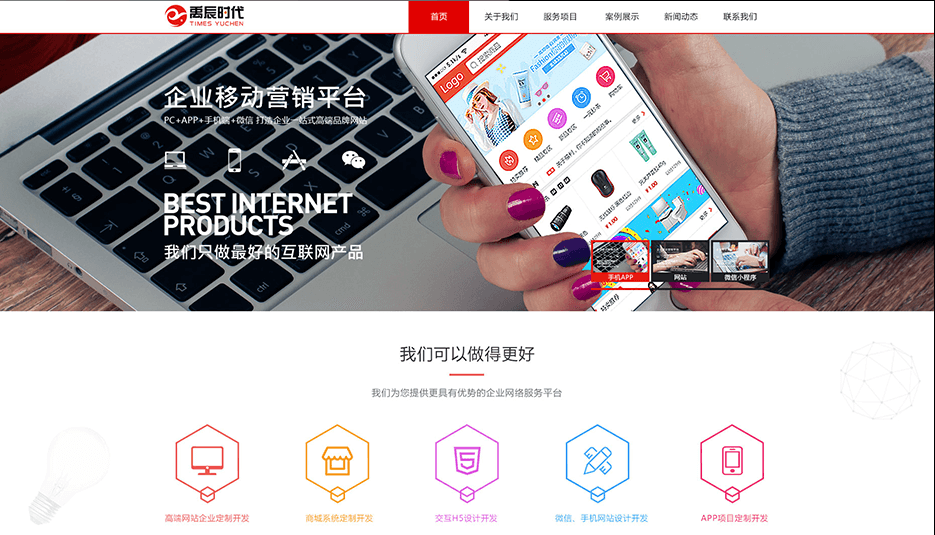 禹辰时代
TIMES YUCHEN
首页
关于我们
服务项目
案例展示
新闻动态
联系我们
企业移动营销平台
PC+APP+手机端+微信 打造企业一站式高端品牌网站
BEST INTERNET
PRODUCTS
我们只做最好的互联网产品
Logo
手机APP
网站
微信小程序
我们可以做得更好
我们为您提供更具有优势的企业网络服务平台
高端网站企业定制开发
商城系统定制开发
交互H5设计开发
微信、手机网站设计开发
APP项目定制开发